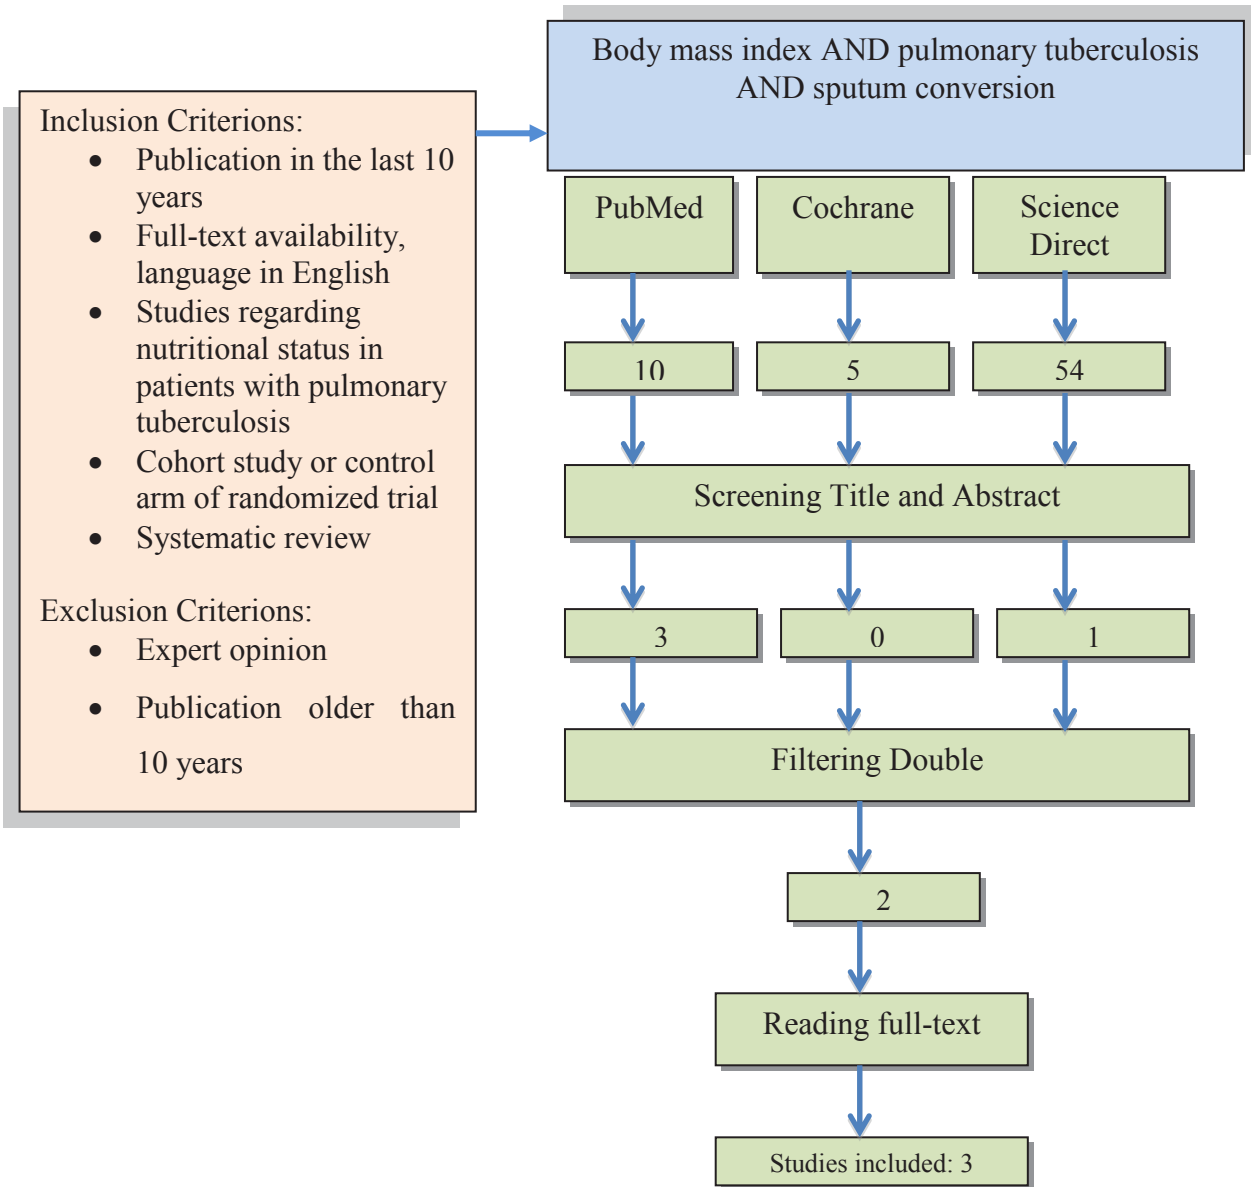 Body mass index AND pulmonary tuberculosis
AND sputum conversion
Inclusion Criterions:
• Publication in the last 10
years
• Full-text availability,
language in English
• Studies regarding
nutritional status in
patients with pulmonary
tuberculosis
• Cohort study or control
arm of randomized trial
• Systematic review
Exclusion Criterions:
• Expert opinion
• Publication older than
10 years
PubMed
Cochrane
Science
Direct
10
5
54
Screening Title and Abstract
3
0
1
Filtering Double
2
Reading full-text
Studies included: 3